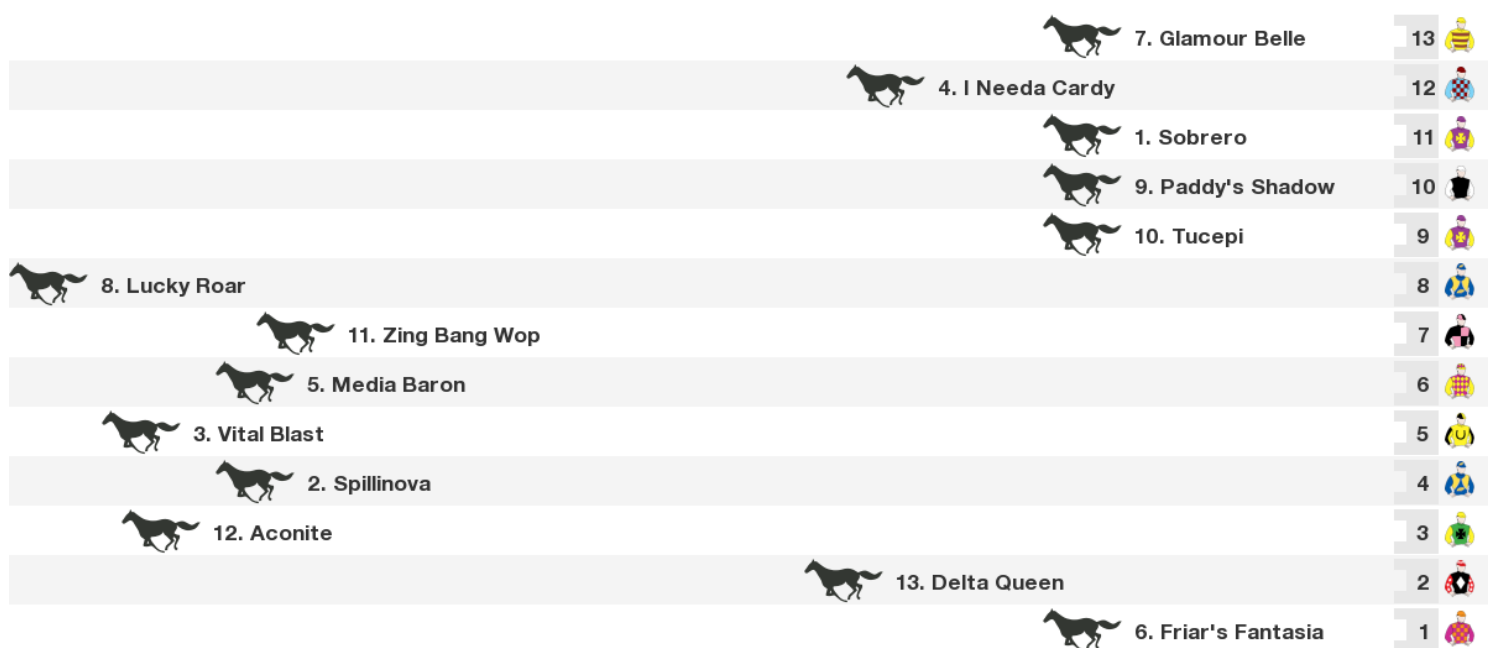 7. Glamour Belle 13
4. I Needa Cardy 12
1. Sobrero 11
9. Paddy's Shadow 10
10. Tucepi 9
8. Lucky Roar 8
11. Zing Bang Wop 7
5. Media Baron 6
3. Vital Blast 5
2. Spillinova 4
12. Aconite 3
13. Delta Queen 2
6. Friar's Fantasia 1